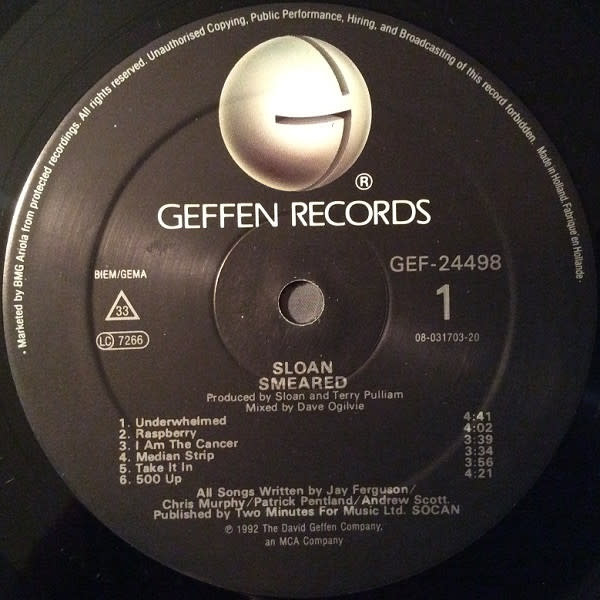 Marketed by BMG Ariola from protected recordings. All rights reserved. Unauthorised Copying, Public Performance, Hiring, and Broadcasting of this record forbidden. Made in Holland. Fabriqué en Hollande
G
®
GEFFEN RECORDS
BIEM/GEMA
GEF-24498
33
1
LC 7266
08-031703-20
SLOAN
SMEARED
Produced by Sloan and Terry Pulliam
Mixed by Dave Ogilvie
1. Underwhelmed 4:41
2. Raspberry 4:02
3. I Am The Cancer 3:39
4. Median Strip 3:34
5. Take It In 3:56
6. 500 Up 4:21
All Songs Written by Jay Ferguson/
Chris Murphy/Patrick Pentland/Andrew Scott.
Published by Two Minutes For Music Ltd. SOCAN
℗ 1992 The David Geffen Company,
an MCA Company